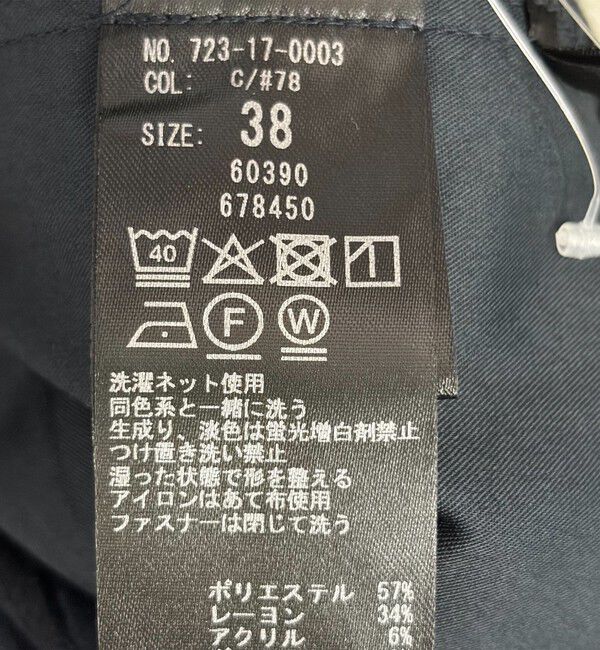 NO. 723-17-0003
COL: C/#78
SIZE: 38
60390
678450
40
F W
洗濯ネット使用
同色系と一緒に洗う
生成り、淡色は蛍光増白剤禁止
つけ置き洗い禁止
湿った状態で形を整える
アイロンはあて布使用
ファスナーは閉じて洗う
ポリエステル 57%
レーヨン 34%
アクリル 6%